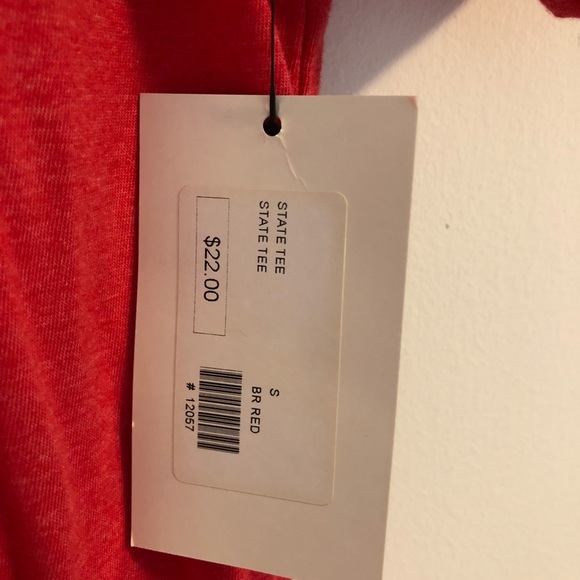 STATE TEE
STATE TEE
$22.00
S
BR RED
# 12057